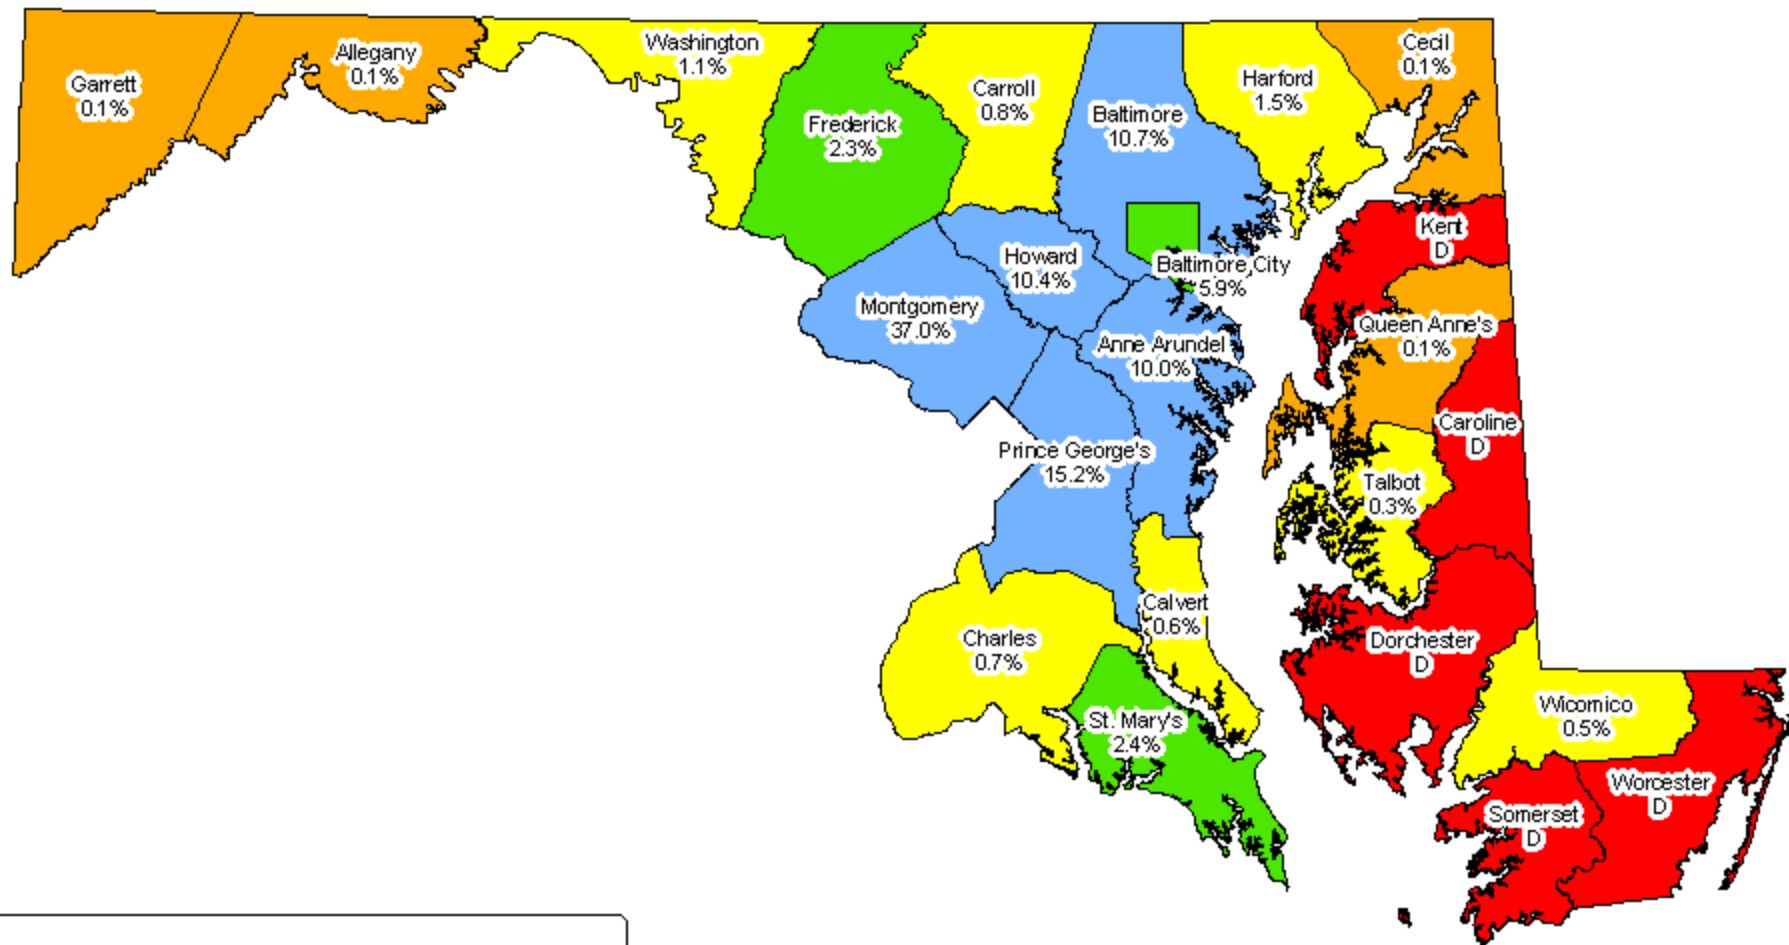 Garrett
0.1%
Allegany
0.1%
Washington
1.1%
Frederick
2.3%
Carroll
0.8%
Baltimore
10.7%
Harford
1.5%
Cecil
0.1%
Kent
D
Howard
10.4%
Baltimore City
5.9%
Montgomery
37.0%
Anne Arundel
10.0%
Queen Anne's
0.1%
Caroline
D
Prince George's
15.2%
Talbot
0.3%
Calvert
0.6%
Charles
0.7%
Dorchester
D
St. Mary's
2.4%
Wicomico
0.5%
Worcester
D
Somerset
D